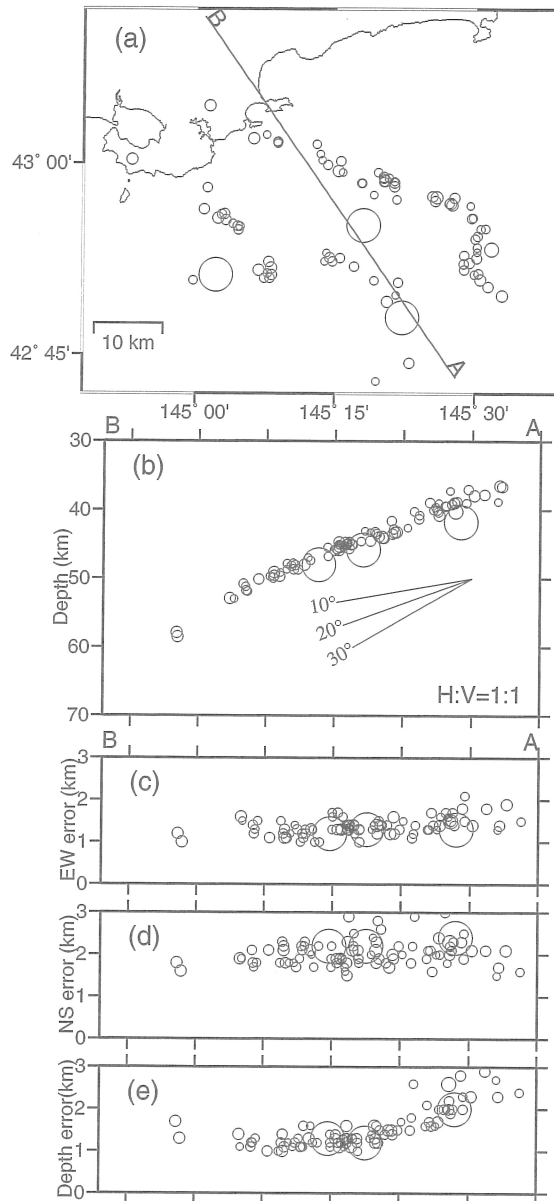 (a)
B
A
43° 00'
42° 45'
10 km
145° 00' 145° 15' 145° 30'
B A
(b)
30
40
50
60
70
Depth (km)
10°
20°
30°
H:V=1:1
B A
(c)
3
2
1
0
EW error (km)
(d)
3
2
1
0
NS error (km)
(e)
3
2
1
0
Depth error(km)